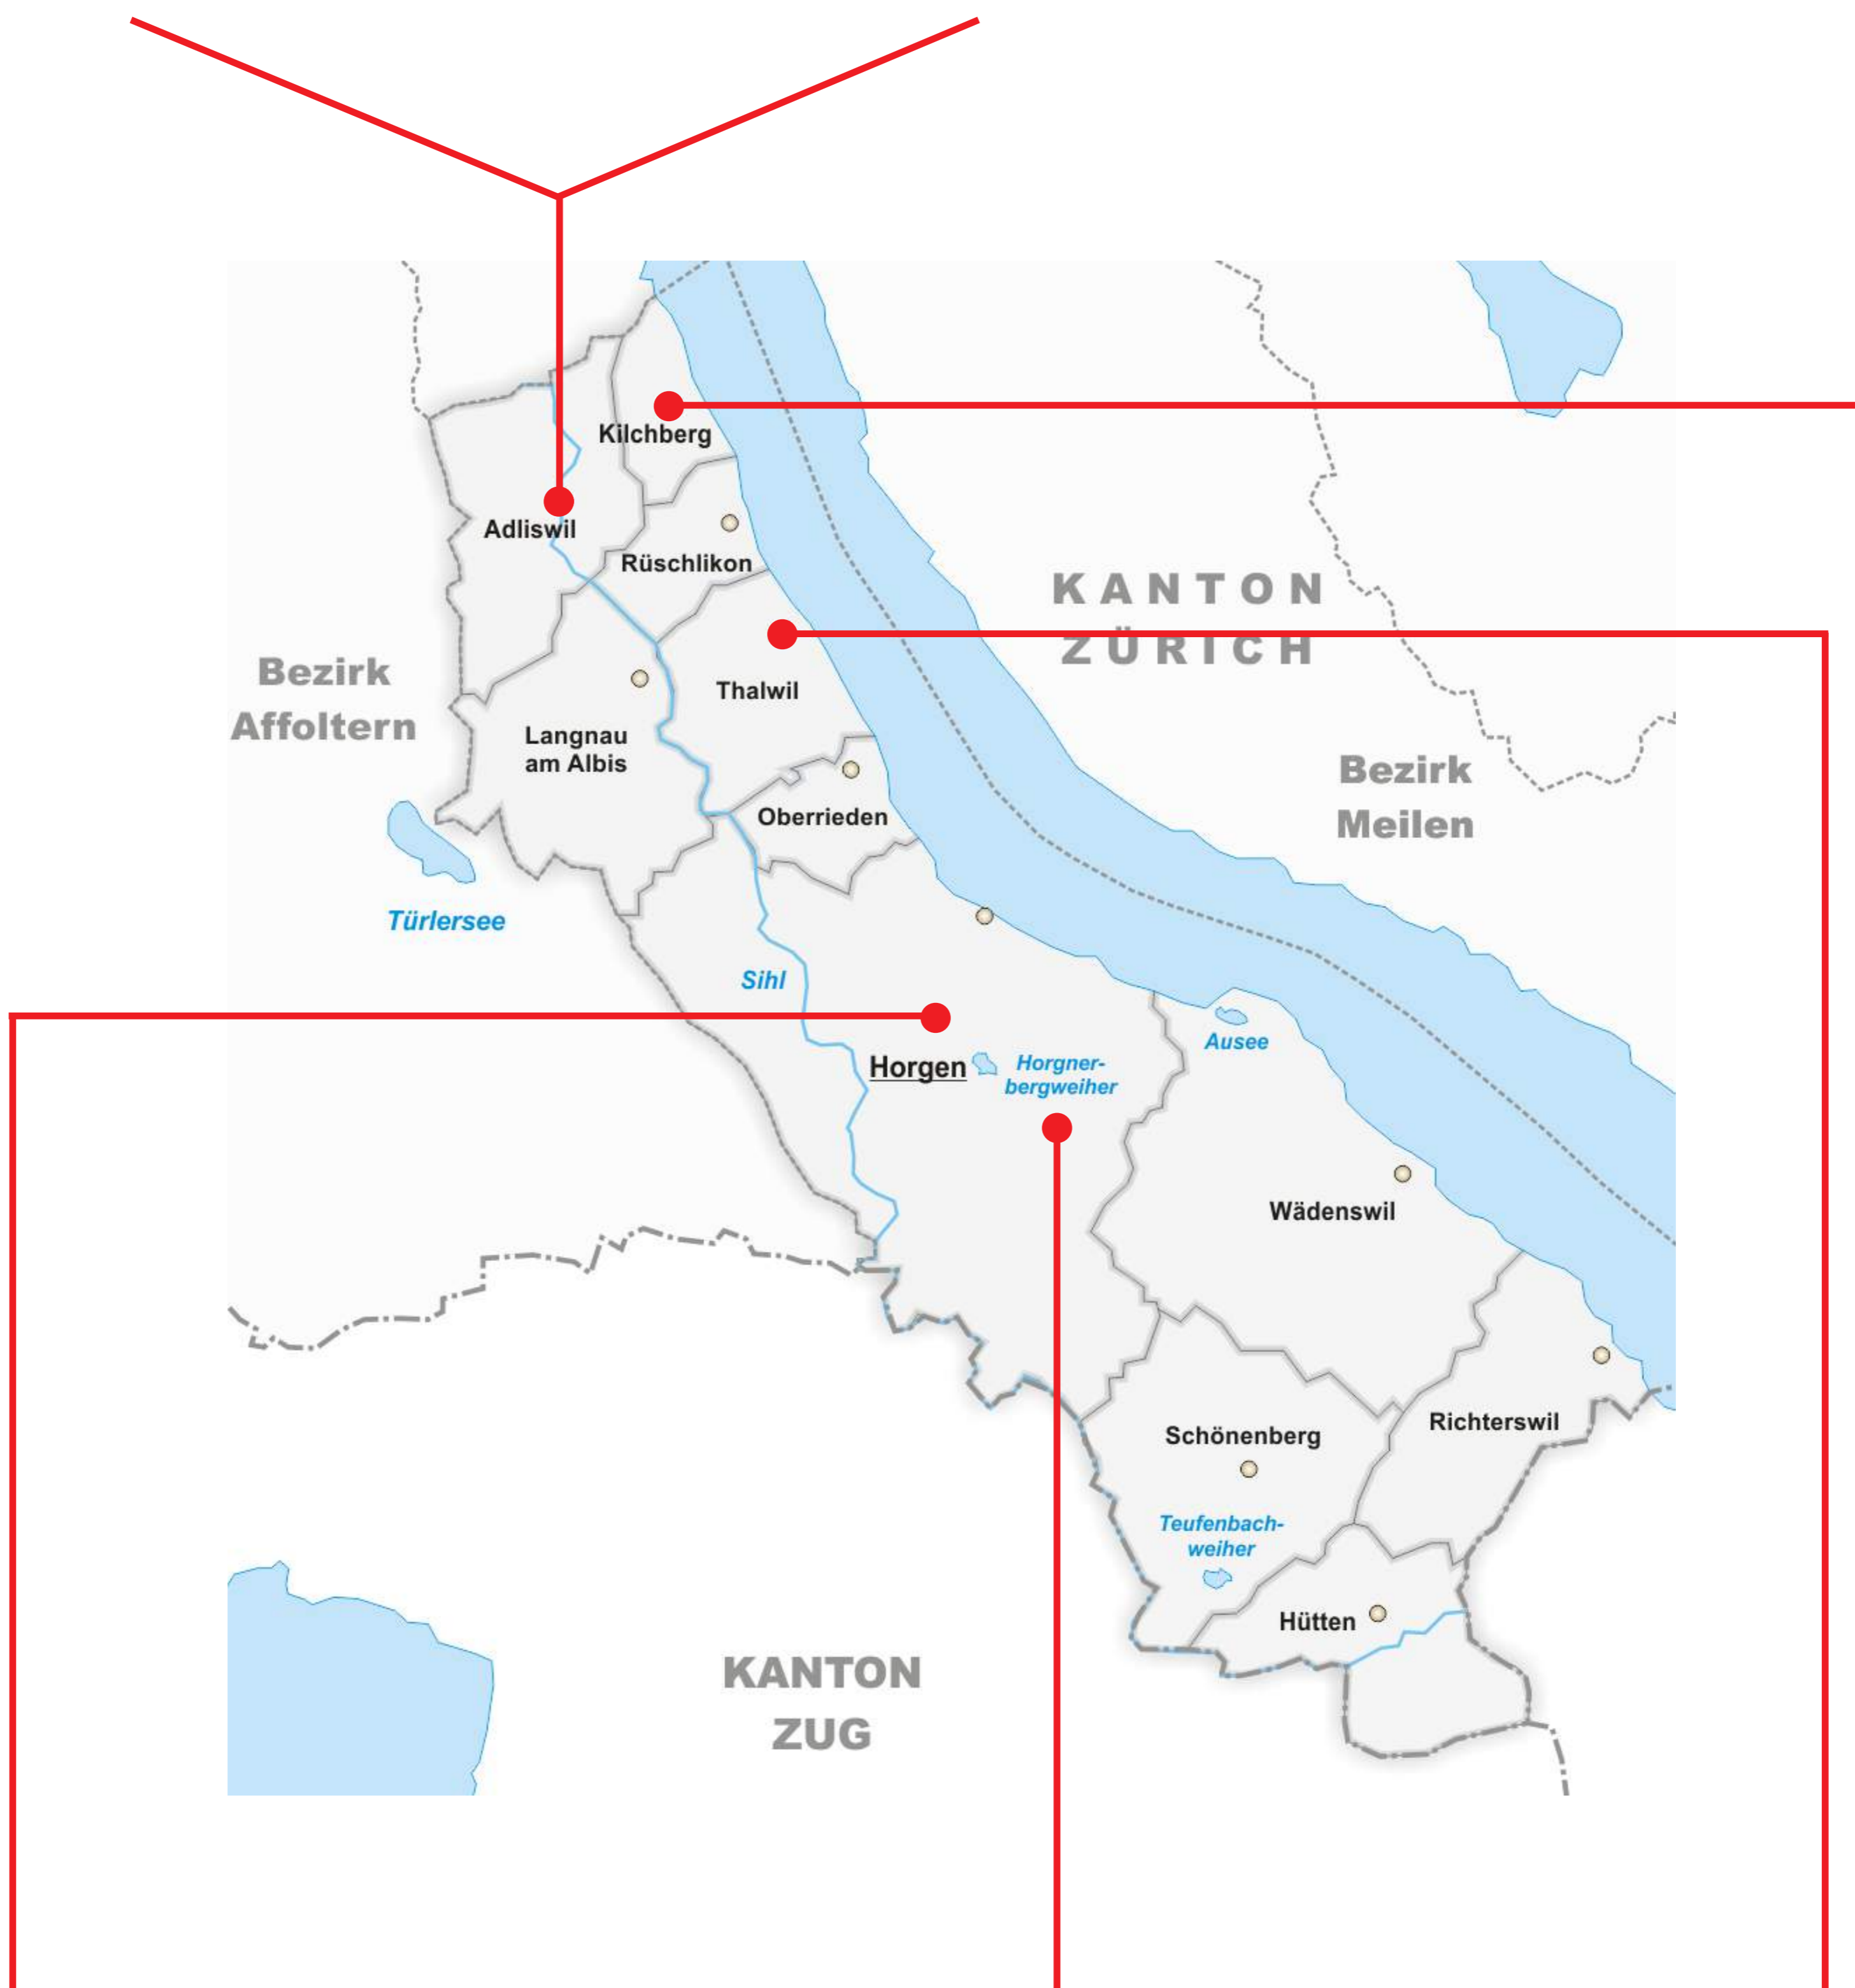 Kilchberg
Adliswil
Rüschlikon
KANTON
ZÜRICH
Bezirk
Affoltern
Thalwil
Langnau
am Albis
Bezirk
Meilen
Oberrieden
Türlersee
Sihl
Ausee
Horgen
Horgner-
bergweiher
Wädenswil
Richterswil
Schönenberg
Teufenbach-
weiher
Hütten
KANTON
ZUG